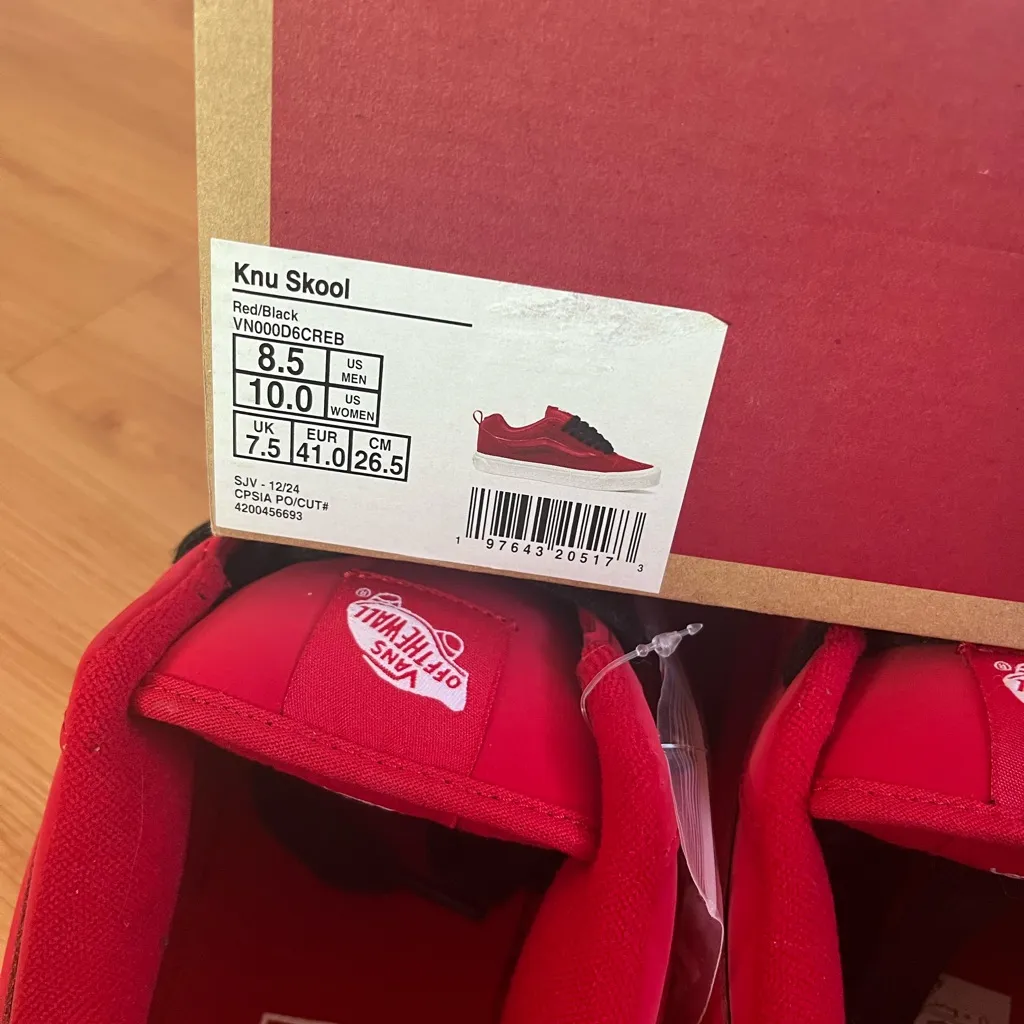 Knu Skool
Red/Black
VN000D6CREB
8.5 US MEN
10.0 US WOMEN
UK 7.5 EUR 41.0 CM 26.5
SJV - 12/24
CPSIA PO/CUT#
4200456693
1 97643 20517 3
VANS
OFF THE WALL
®
®